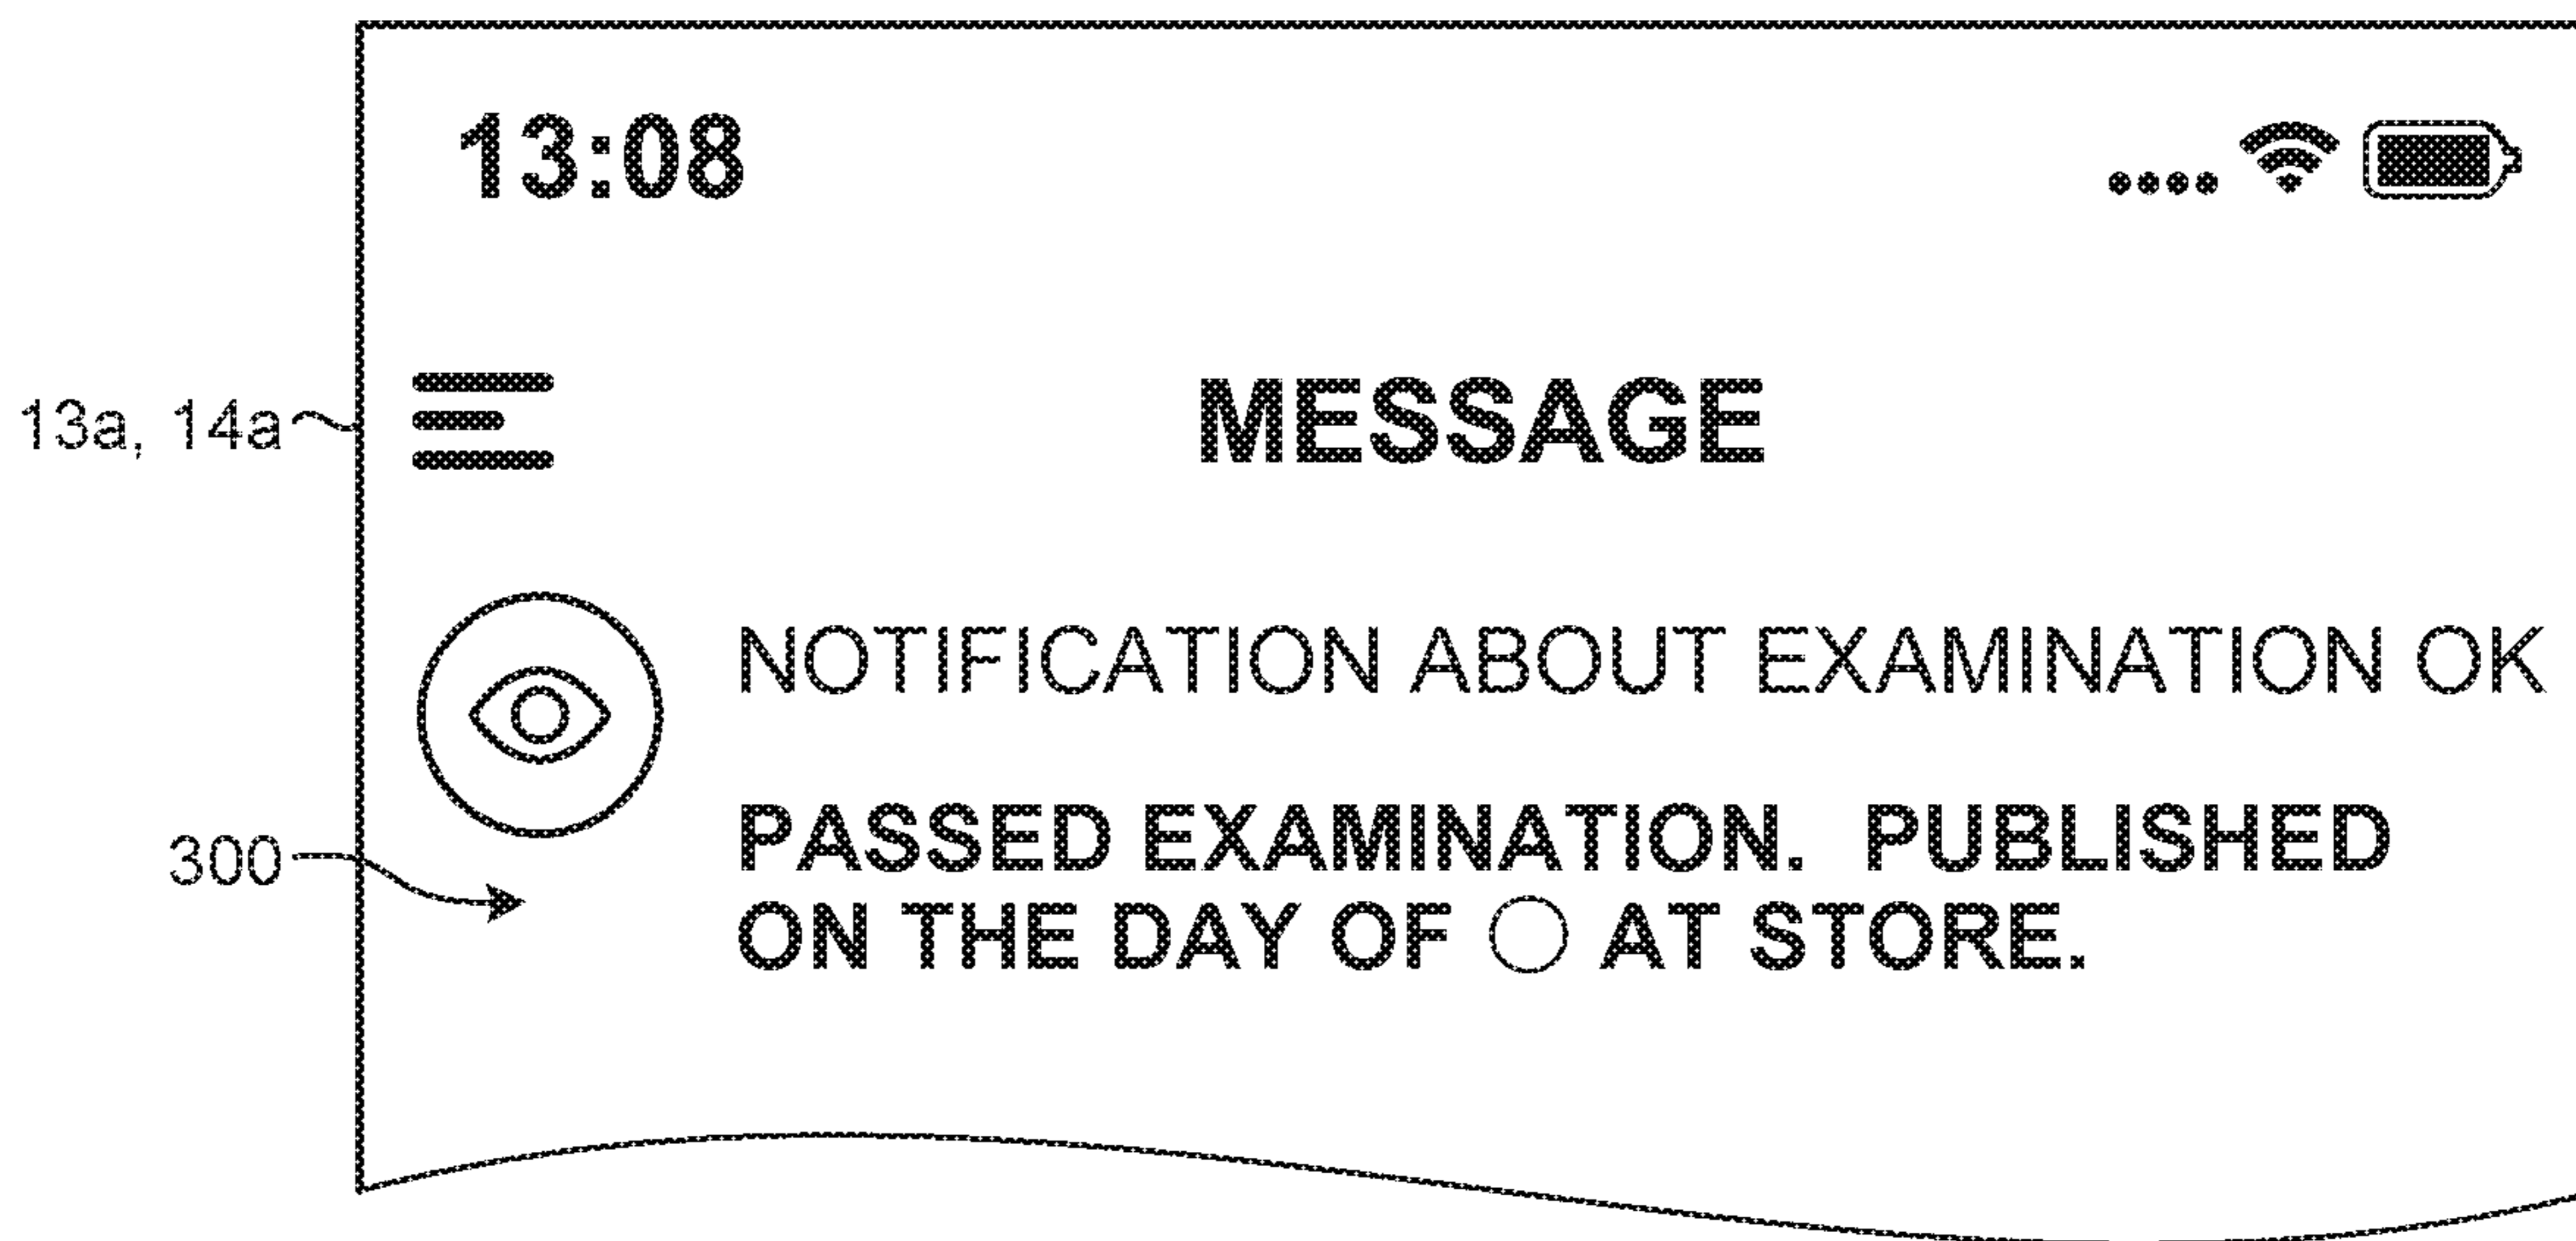 13:08
13a, 14a
MESSAGE
NOTIFICATION ABOUT EXAMINATION OK
300
PASSED EXAMINATION. PUBLISHED
ON THE DAY OF ○ AT STORE.